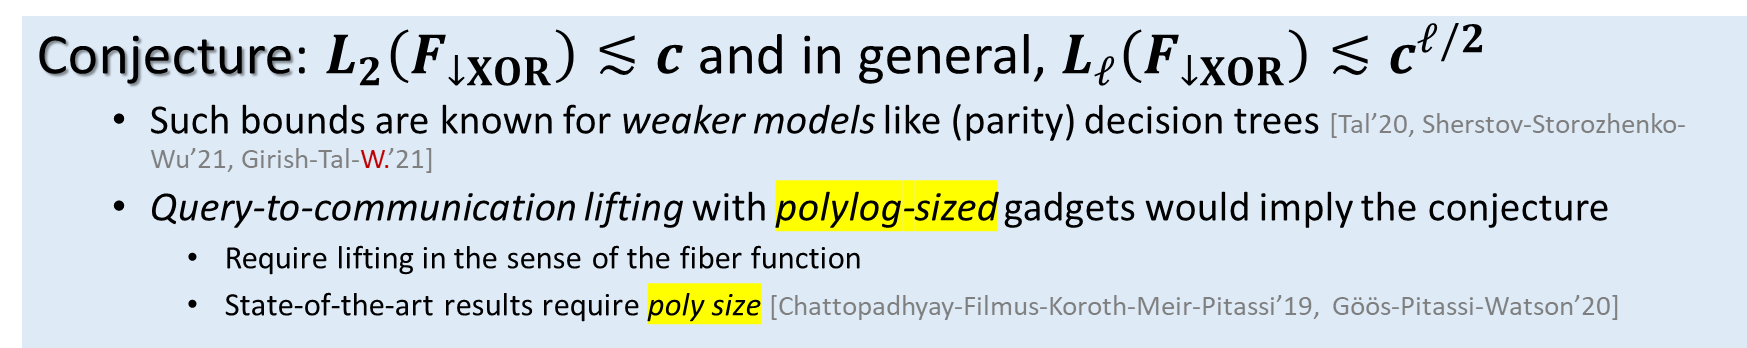 Conjecture: L₂(F↓XOR) ≲ c and in general, Lℓ(F↓XOR) ≲ c^{ℓ/2}
• Such bounds are known for weaker models like (parity) decision trees [Tal'20, Sherstov-Storozhenko-
Wu'21, Girish-Tal-W.'21]
• Query-to-communication lifting with polylog-sized gadgets would imply the conjecture
• Require lifting in the sense of the fiber function
• State-of-the-art results require poly size [Chattopadhyay-Filmus-Koroth-Meir-Pitassi'19, Göös-Pitassi-Watson'20]